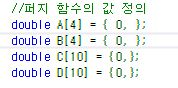 //퍼지 함수의 값 정의
double A[4] = { 0, };
double B[4] = { 0, };
double C[10] = {0,};
double D[10] = {0,};